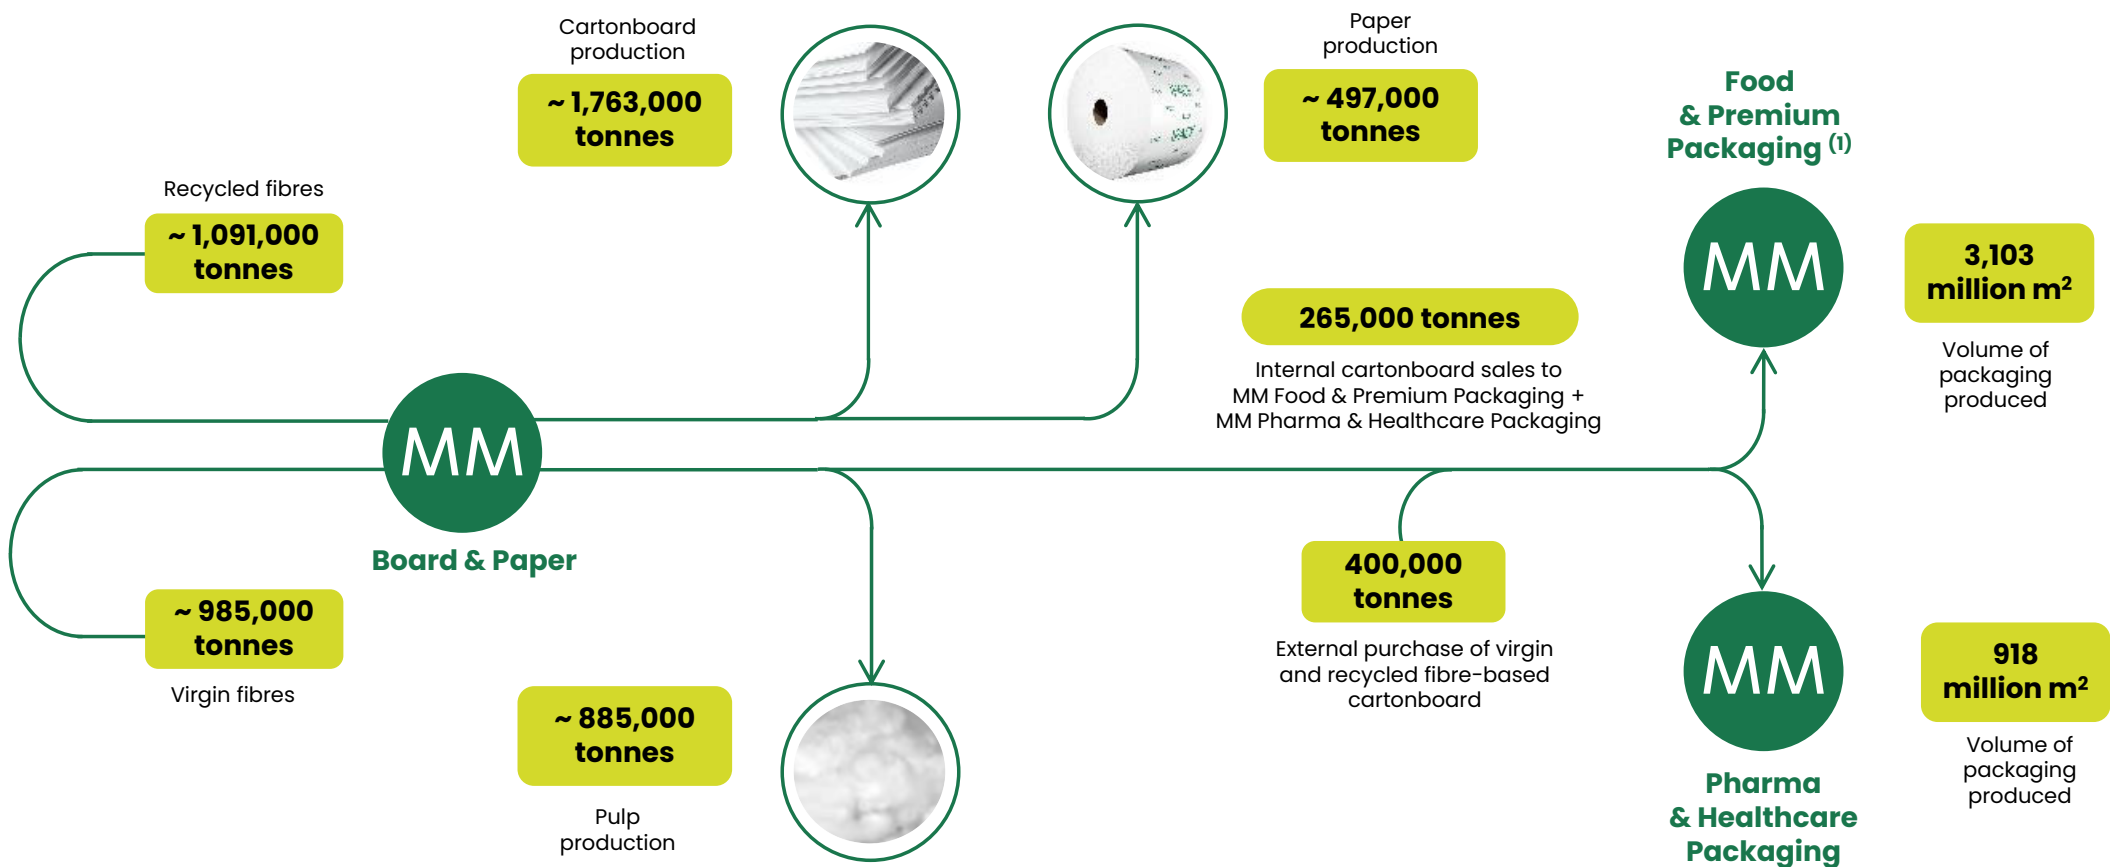 Cartonboard
production
~ 1,763,000
tonnes
Paper
production
~ 497,000
tonnes
Food
& Premium
Packaging (1)
MM
3,103
million m²
Volume of
packaging
produced
Recycled fibres
~ 1,091,000
tonnes
265,000 tonnes
Internal cartonboard sales to
MM Food & Premium Packaging +
MM Pharma & Healthcare Packaging
MM
Board & Paper
~ 985,000
tonnes
Virgin fibres
400,000
tonnes
External purchase of virgin
and recycled fibre-based
cartonboard
~ 885,000
tonnes
Pulp
production
MM
Pharma
& Healthcare
Packaging
918
million m²
Volume of
packaging
produced